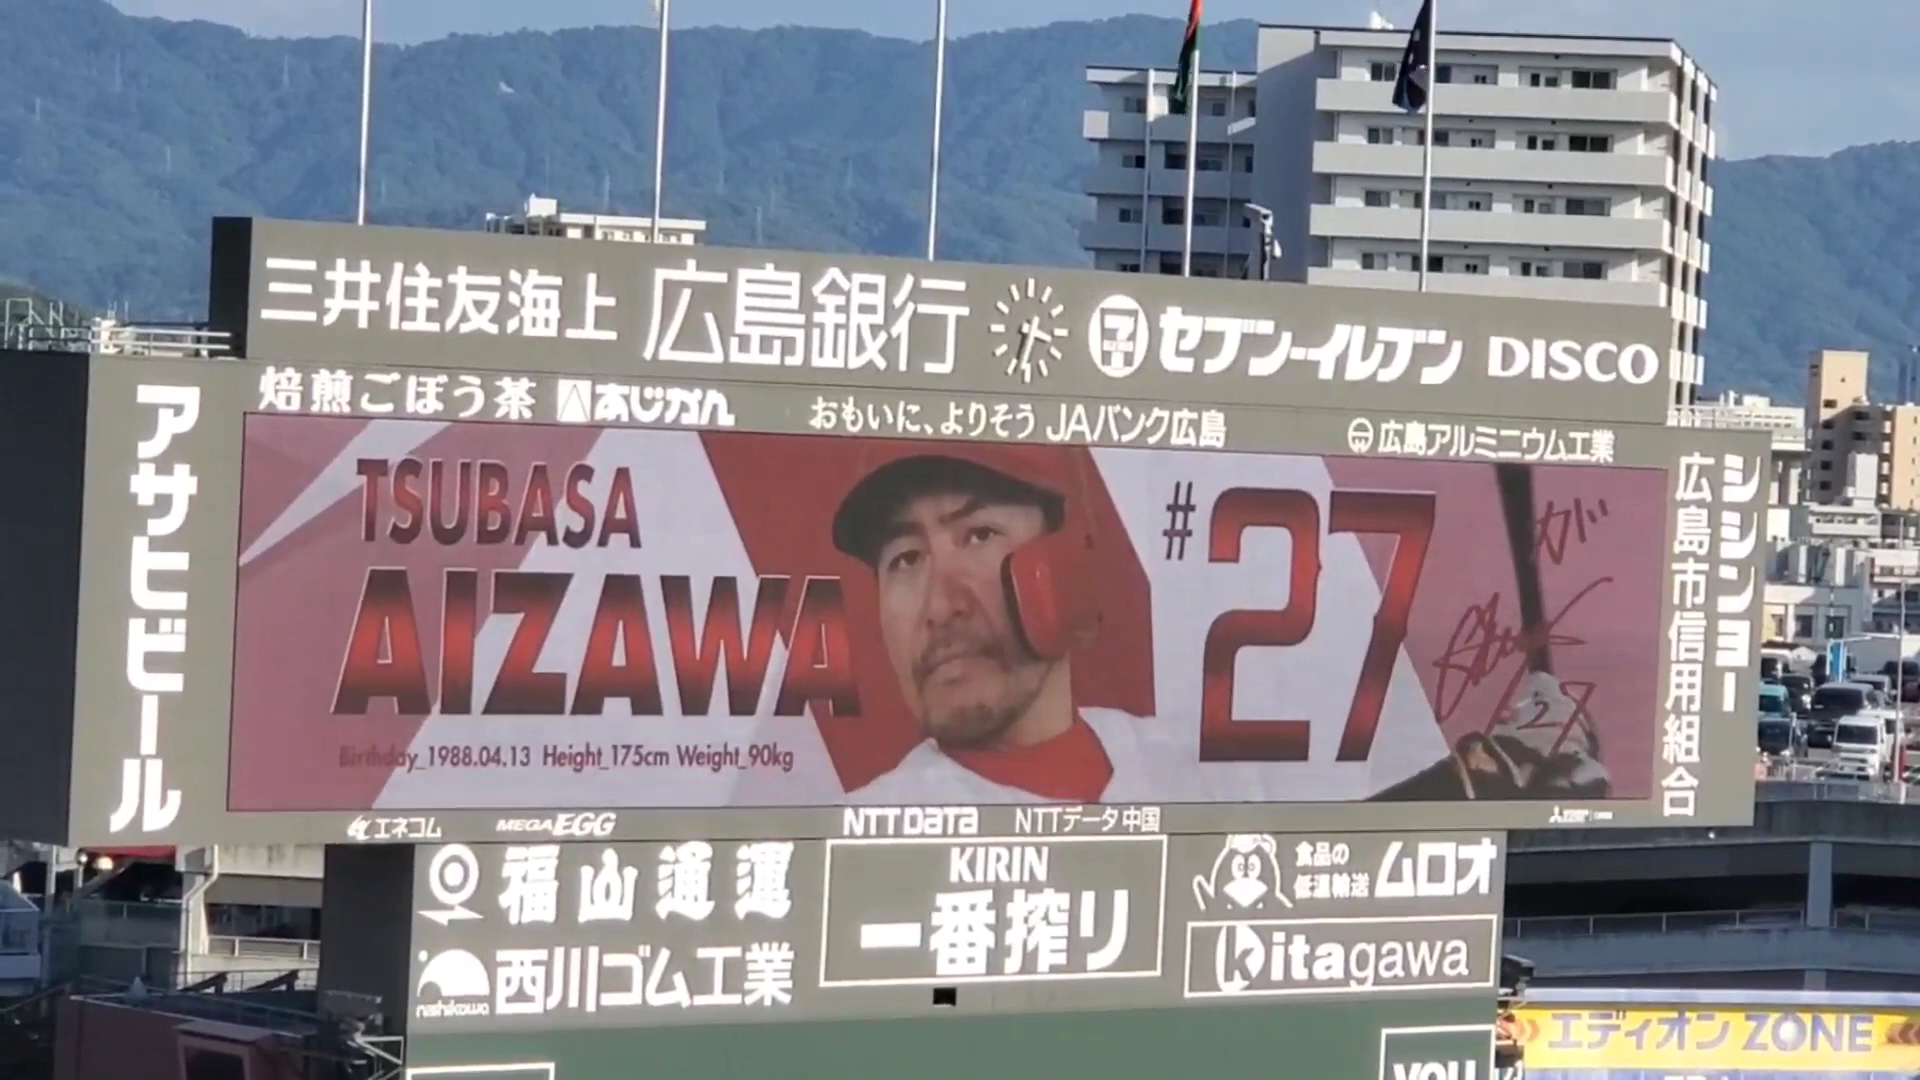 三井住友海上 広島銀行 セブン-イレブン DISCO
焙煎ごぼう茶 あじかん おもいに、よりそう JAバンク広島 広島アルミニウム工業
アサヒビール
TSUBASA
AIZAWA
Birthday_1988.04.13 Height_175cm Weight_90kg
#27
27
シシンヨー
広島市信用組合
エネコム MEGA EGG NTT DATA NTTデータ中国
福山通運
KIRIN
一番搾り
食品の
低温輸送
ムロオ
nishikawa 西川ゴム工業
kitagawa
エディオン ZONE
YOU